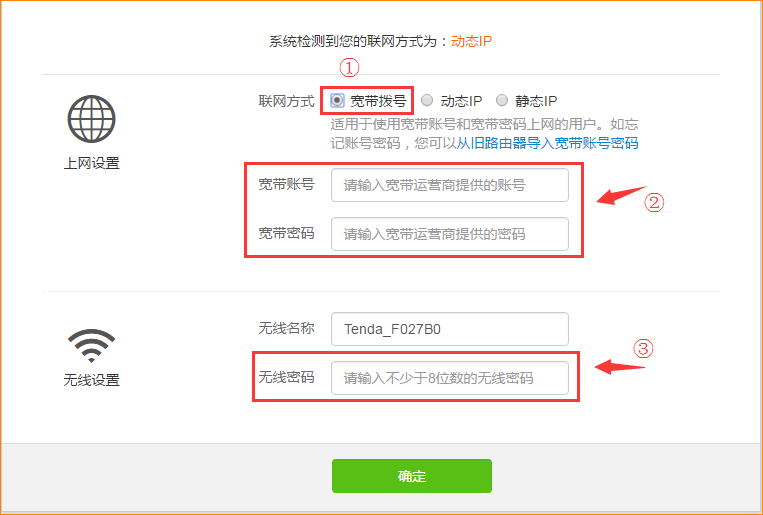 系统检测到您的联网方式为：动态IP
①
联网方式 宽带拨号 动态IP 静态IP
适用于使用宽带账号和宽带密码上网的用户。如忘
记账号密码，您可以从旧路由器导入宽带账号密码
上网设置
宽带账号 请输入宽带运营商提供的账号
②
宽带密码 请输入宽带运营商提供的密码
无线名称 Tenda_F027B0
③
无线设置
无线密码 请输入不少于8位数的无线密码
确定